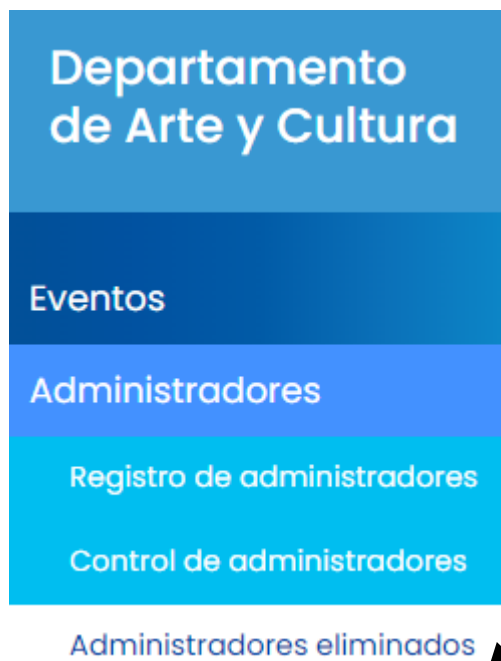 Departamento
de Arte y Cultura
Eventos
Administradores
Registro de administradores
Control de administradores
Administradores eliminados